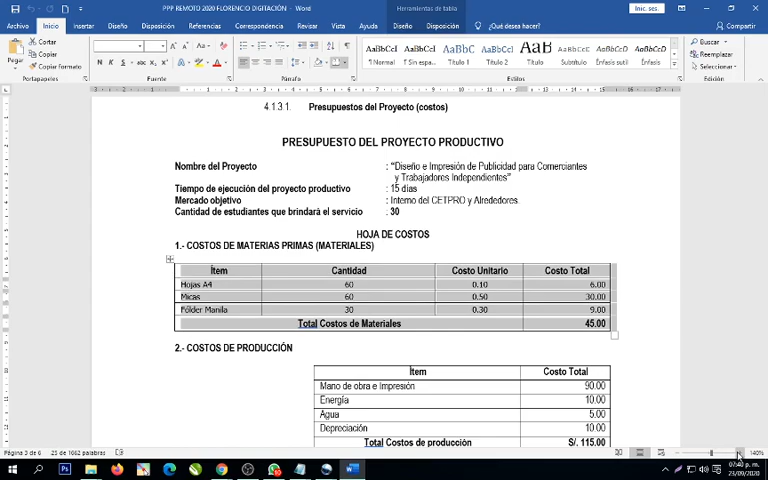 PPP REMOTO 2020 FLORENCIO DIGITACIÓN - Word
Herramientas de tabla
Inic. ses.
Archivo Inicio Insertar Diseño Disposición Referencias Correspondencia Revisar Vista Ayuda Diseño Disposición ¿Qué desea hacer? Compartir
Pegar
Cortar
Copiar
Copiar formato
Portapapeles
Fuente
Párrafo
AaBbCcI AaBbCcI AaBbC AaBbCcI AaB AaBbCcI AaBbCcI AaBbCcI
¶ Normal ¶ Sin espa... Título 1 Título 2 Título Subtítulo Énfasis sutil Énfasis
Estilos
Buscar
Reemplazar
Seleccionar
Edición
4.1.3.1. Presupuestos del Proyecto (costos)
PRESUPUESTO DEL PROYECTO PRODUCTIVO
Nombre del Proyecto : “Diseño e Impresión de Publicidad para Comerciantes
y Trabajadores Independientes”
Tiempo de ejecución del proyecto productivo : 15 días
Mercado objetivo : Interno del CETPRO y Alrededores.
Cantidad de estudiantes que brindará el servicio : 30
HOJA DE COSTOS
1.- COSTOS DE MATERIAS PRIMAS (MATERIALES)
Ítem Cantidad Costo Unitario Costo Total
Hojas A4 60 0.10 6.00
Micas 60 0.50 30.00
Fólder Manila 30 0.30 9.00
Total Costos de Materiales 45.00
2.- COSTOS DE PRODUCCIÓN
Ítem Costo Total
Mano de obra e Impresión 90.00
Energía 10.00
Agua 5.00
Depreciación 10.00
Total Costos de producción S/. 115.00
Página 3 de 6 25 de 1662 palabras 140%
07:40 p. m.
23/09/2020